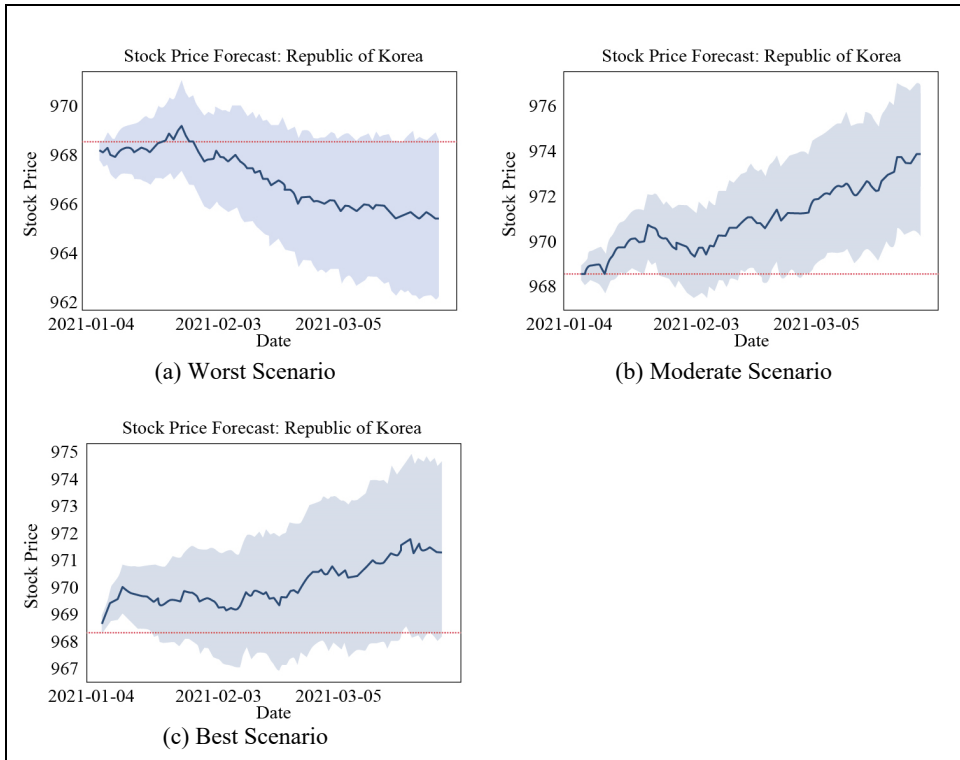 Stock Price Forecast: Republic of Korea
970
968
966
964
962
Stock Price
2021-01-04 2021-02-03 2021-03-05
Date
(a) Worst Scenario
Stock Price Forecast: Republic of Korea
976
974
972
970
968
Stock Price
2021-01-04 2021-02-03 2021-03-05
Date
(b) Moderate Scenario
Stock Price Forecast: Republic of Korea
975
974
973
972
971
970
969
968
967
Stock Price
2021-01-04 2021-02-03 2021-03-05
Date
(c) Best Scenario